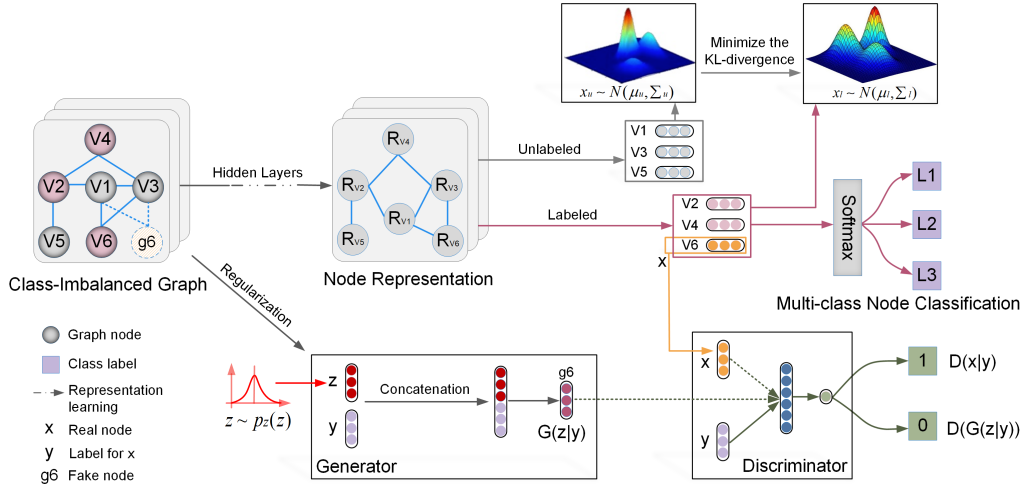 V4
V2
V1
V3
V5
V6
g6
Class-Imbalanced Graph
Hidden Layers
R_V4
R_V2
R_V3
R_V1
R_V5
R_V6
Node Representation
Unlabeled
Labeled
V1
V3
V5
V2
V4
V6
x
x_u ~ N(μ_u, Σ_u)
Minimize the
KL-divergence
x_l ~ N(μ_l, Σ_l)
Softmax
L1
L2
L3
Multi-class Node Classification
Graph node
Class label
Representation
learning
x Real node
y Label for x
g6 Fake node
Regularization
z ~ p_z(z)
z
y
Concatenation
g6
G(z|y)
Generator
x
y
Discriminator
1
D(x|y)
0
D(G(z|y))